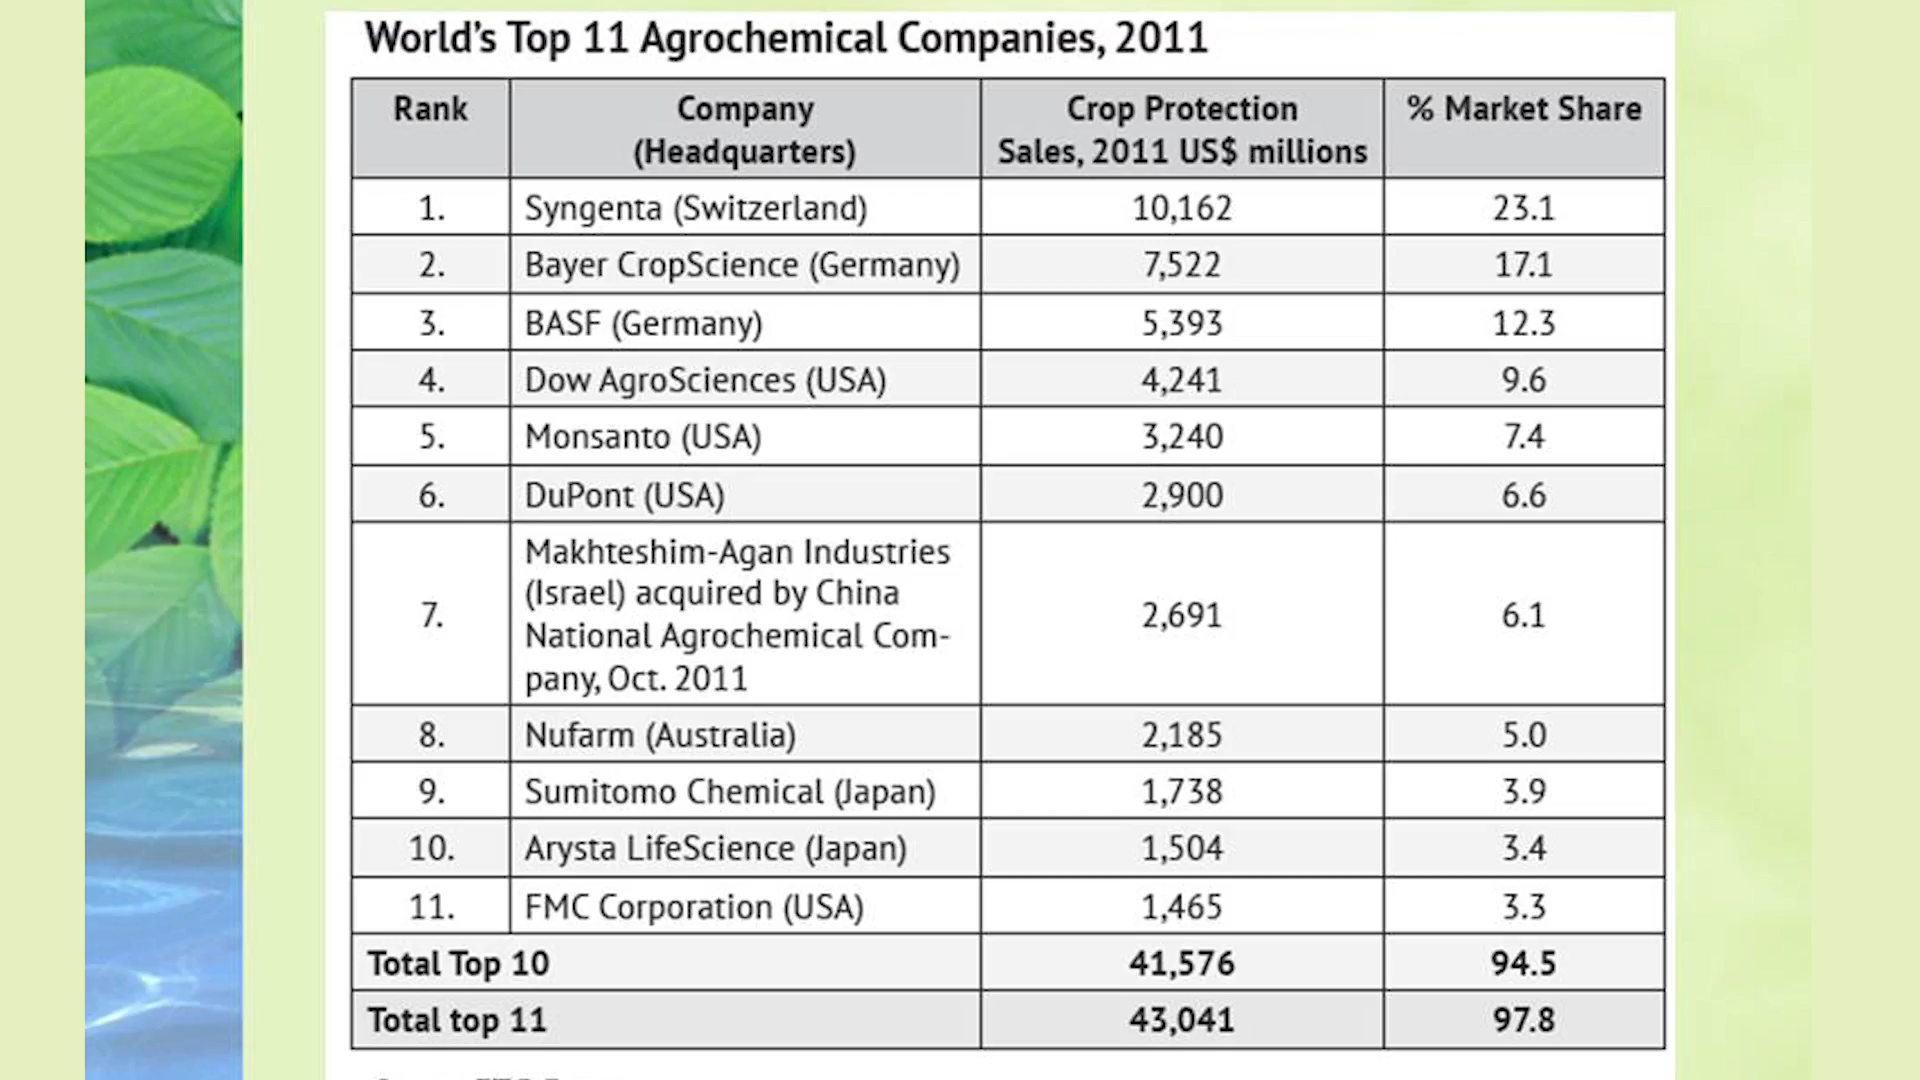 World's Top 11 Agrochemical Companies, 2011
Rank Company (Headquarters) Crop Protection Sales, 2011 US$ millions % Market Share
1. Syngenta (Switzerland) 10,162 23.1
2. Bayer CropScience (Germany) 7,522 17.1
3. BASF (Germany) 5,393 12.3
4. Dow AgroSciences (USA) 4,241 9.6
5. Monsanto (USA) 3,240 7.4
6. DuPont (USA) 2,900 6.6
7. Makhteshim-Agan Industries
(Israel) acquired by China
National Agrochemical Com-
pany, Oct. 2011 2,691 6.1
8. Nufarm (Australia) 2,185 5.0
9. Sumitomo Chemical (Japan) 1,738 3.9
10. Arysta LifeScience (Japan) 1,504 3.4
11. FMC Corporation (USA) 1,465 3.3
Total Top 10 41,576 94.5
Total top 11 43,041 97.8